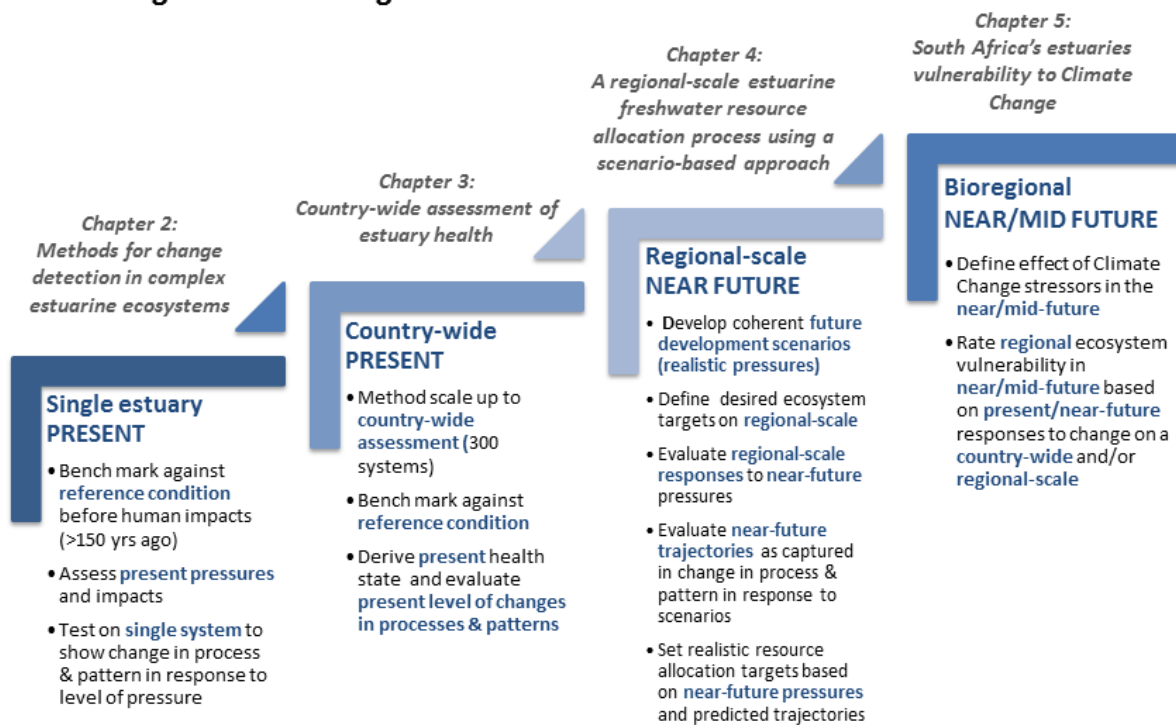 Chapter 2:
Methods for change
detection in complex
estuarine ecosystems
Single estuary
PRESENT
• Bench mark against
reference condition
before human impacts
(>150 yrs ago)
• Assess present pressures
and impacts
• Test on single system to
show change in process
& pattern in response to
level of pressure
Chapter 3:
Country-wide assessment of
estuary health
Country-wide
PRESENT
• Method scale up to
country-wide
assessment (300
systems)
• Bench mark against
reference condition
• Derive present health
state and evaluate
present level of changes
in processes & patterns
Chapter 4:
A regional-scale estuarine
freshwater resource
allocation process using a
scenario-based approach
Regional-scale
NEAR FUTURE
• Develop coherent future
development scenarios
(realistic pressures)
• Define desired ecosystem
targets on regional-scale
• Evaluate regional-scale
responses to near-future
pressures
• Evaluate near-future
trajectories as captured
in change in process &
pattern in response to
scenarios
• Set realistic resource
allocation targets based
on near-future pressures
and predicted trajectories
Chapter 5:
South Africa's estuaries
vulnerability to Climate
Change
Bioregional
NEAR/MID FUTURE
• Define effect of Climate
Change stressors in the
near/mid-future
• Rate regional ecosystem
vulnerability in
near/mid-future based
on present/near-future
responses to change on a
country-wide and/or
regional-scale